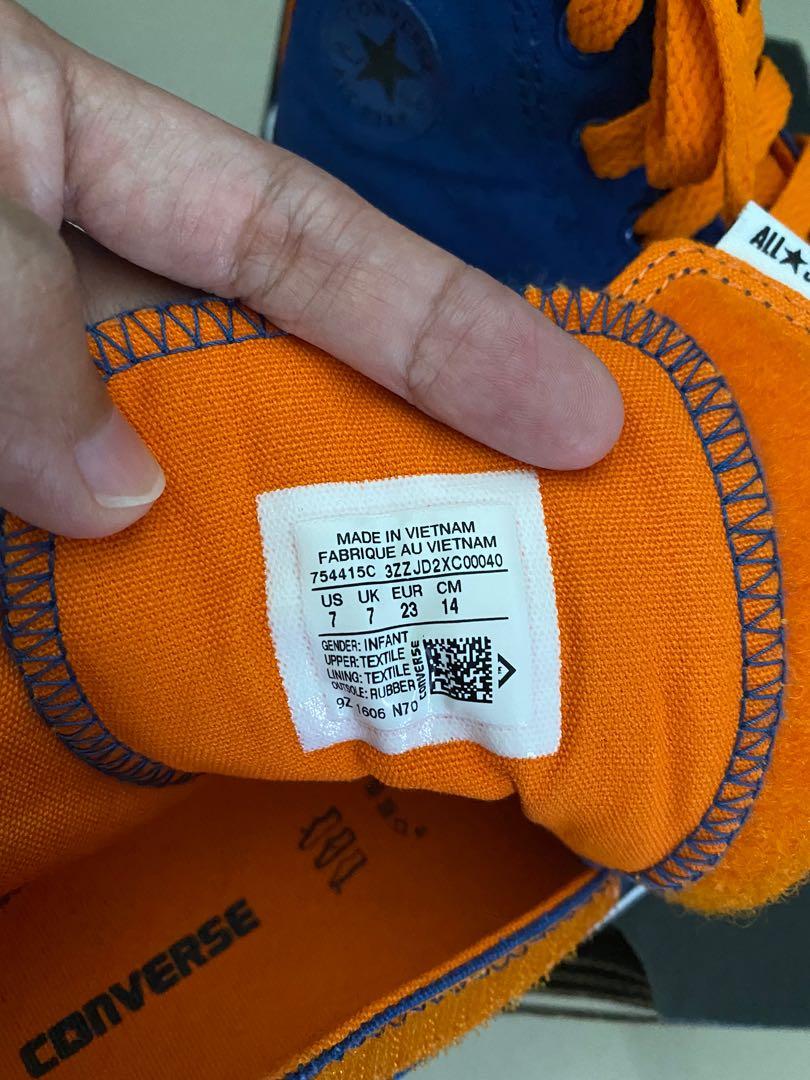 CONVERSE
ALL★
MADE IN VIETNAM
FABRIQUE AU VIETNAM
754415C 3ZZJD2XC00040
US UK EUR CM
7 7 23 14
GENDER: INFANT
UPPER: TEXTILE
LINING: TEXTILE
OUTSOLE: RUBBER
9Z 1606 N70
CONVERSE
CONVERSE